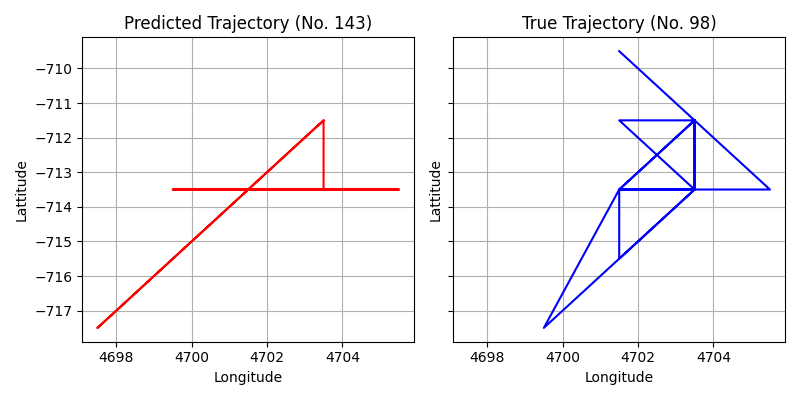 Predicted Trajectory (No. 143)
−710
−711
−712
−713
−714
−715
−716
−717
Lattitude
4698 4700 4702 4704
Longitude
True Trajectory (No. 98)
Lattitude
4698 4700 4702 4704
Longitude